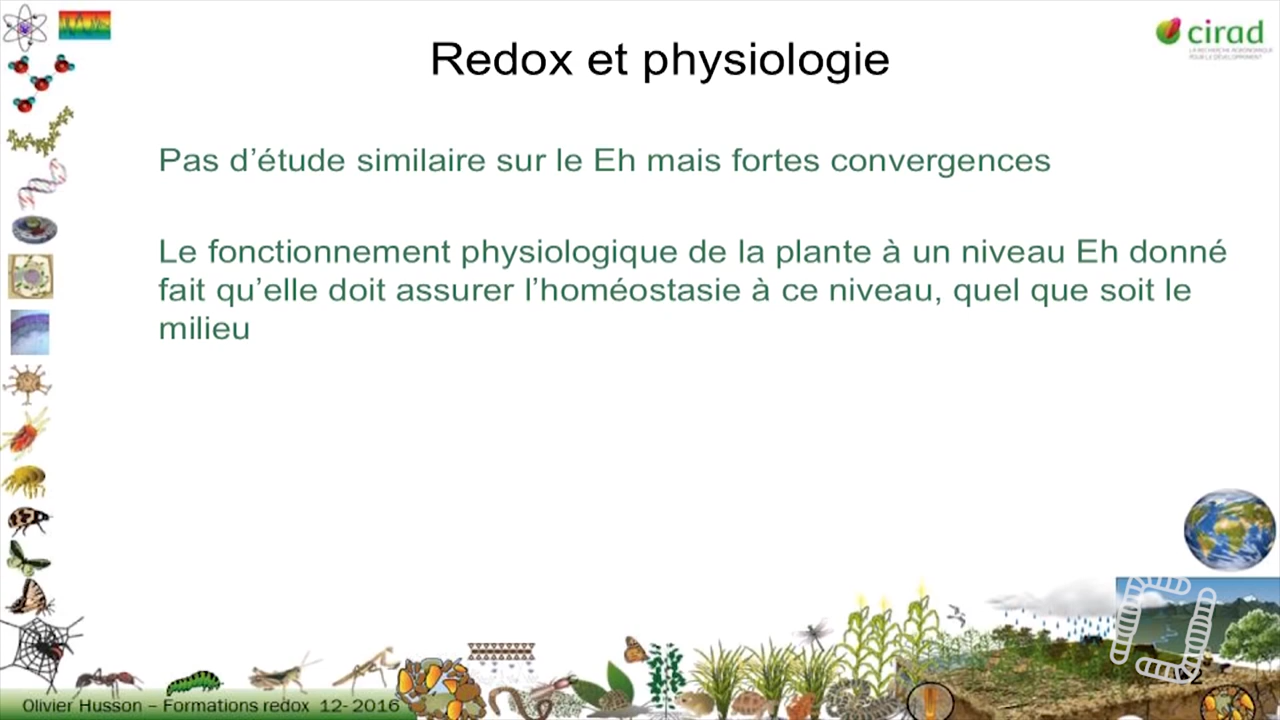 Redox et physiologie
cirad
LA RECHERCHE AGRONOMIQUE
POUR LE DÉVELOPPEMENT
Pas d’étude similaire sur le Eh mais fortes convergences
Le fonctionnement physiologique de la plante à un niveau Eh donné
fait qu’elle doit assurer l’homéostasie à ce niveau, quel que soit le
milieu
Olivier Husson – Formations redox 12- 2016